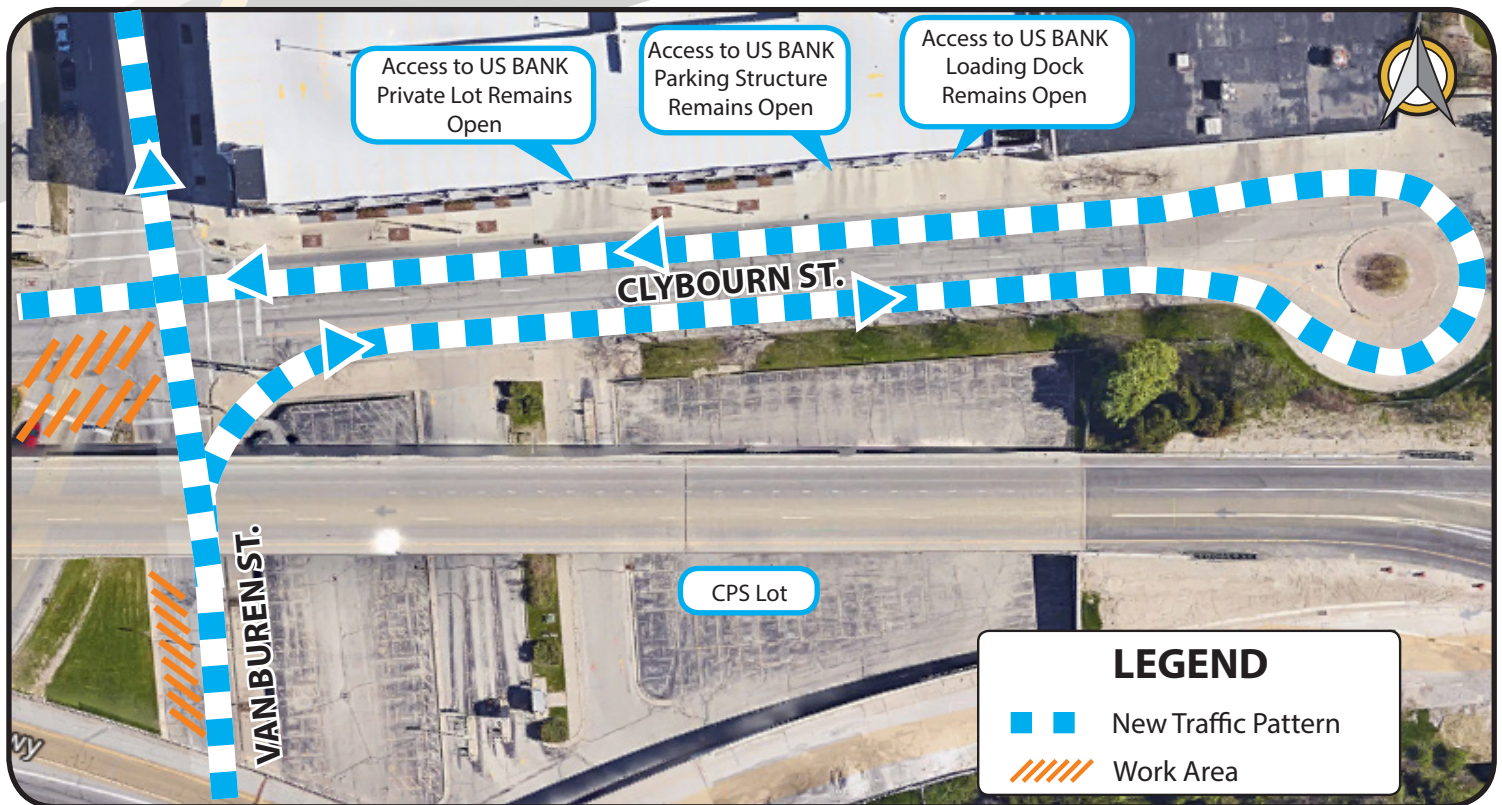 Access to US BANK
Private Lot Remains
Open
Access to US BANK
Parking Structure
Remains Open
Access to US BANK
Loading Dock
Remains Open
CLYBOURN ST.
VAN BUREN ST.
CPS Lot
wy
LEGEND
New Traffic Pattern
Work Area